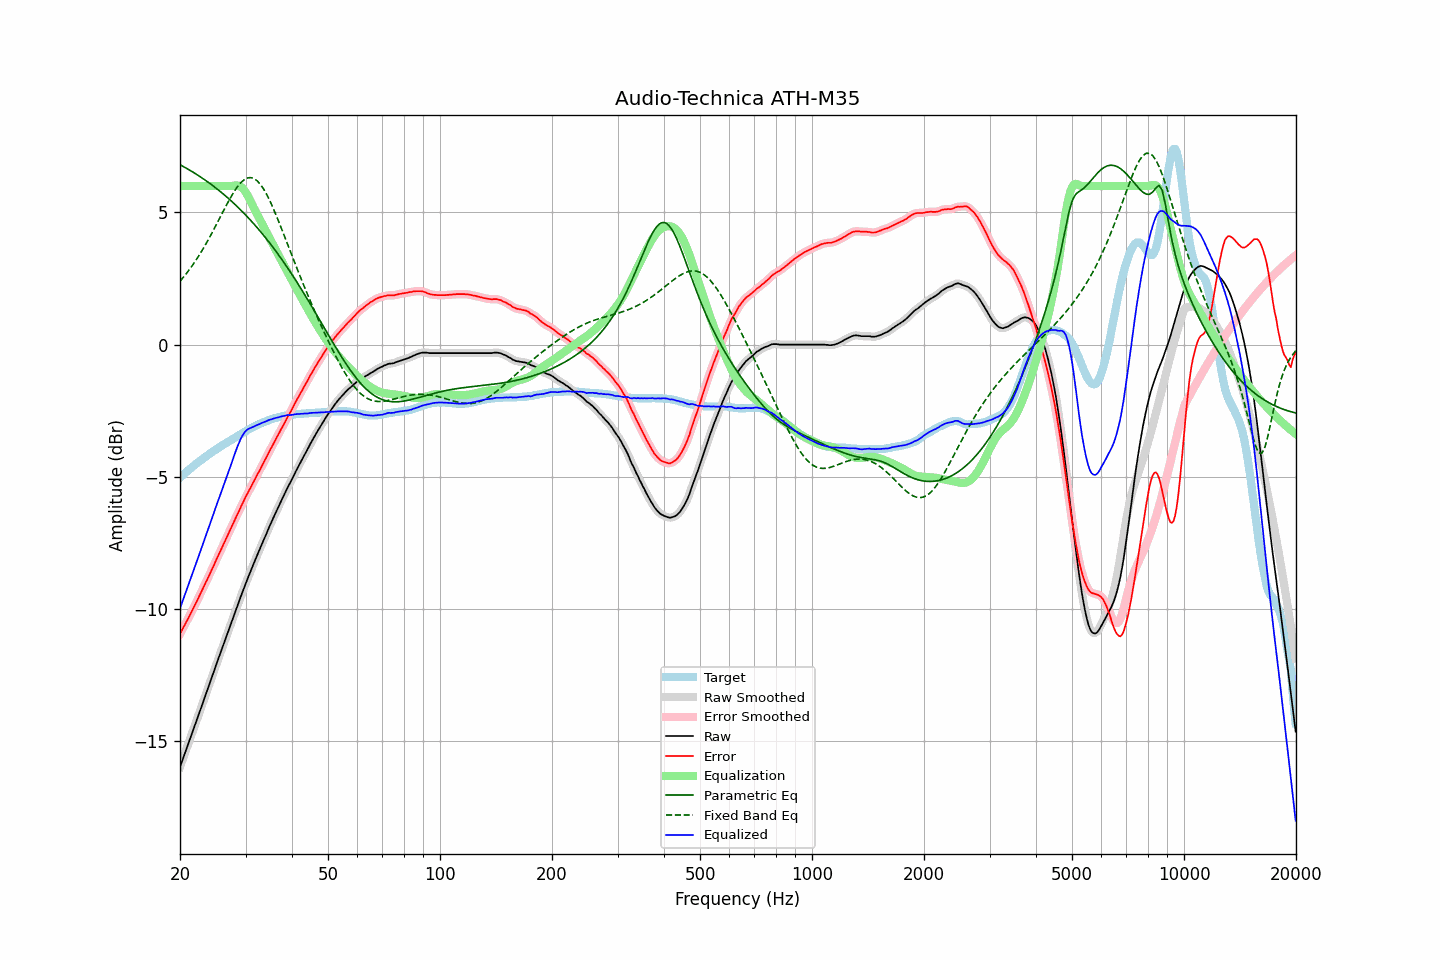 Audio-Technica ATH-M35
Amplitude (dBr)
5
0
−5
−10
−15
Target
Raw Smoothed
Error Smoothed
Raw
Error
Equalization
Parametric Eq
Fixed Band Eq
Equalized
20
50
100
200
500
1000
2000
5000
10000
20000
Frequency (Hz)